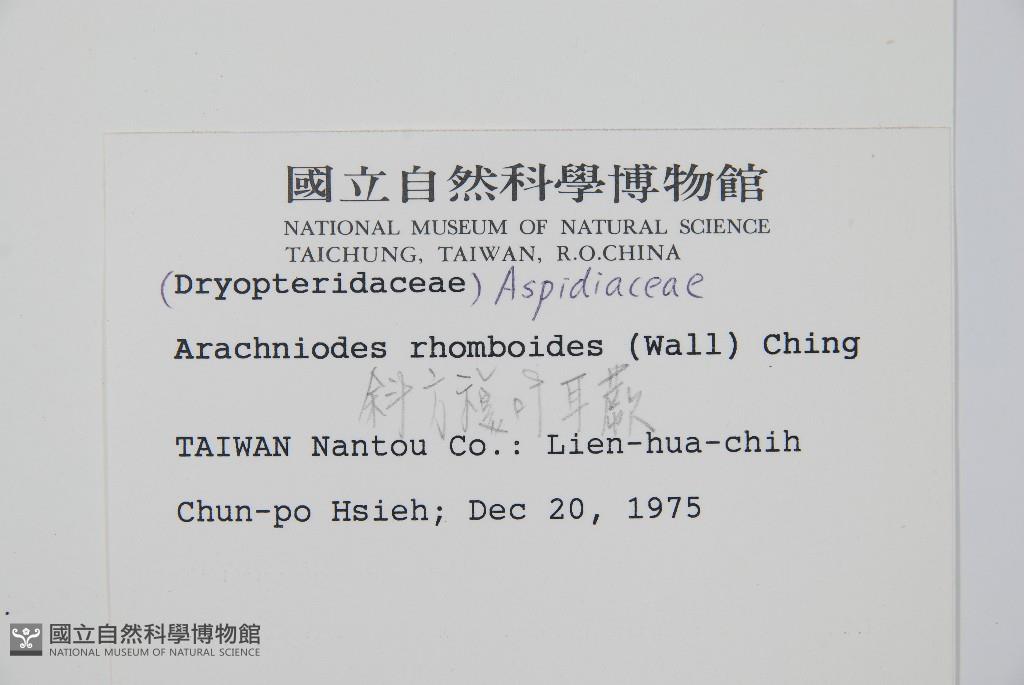 國立自然科學博物館
NATIONAL MUSEUM OF NATURAL SCIENCE
TAICHUNG, TAIWAN, R.O.CHINA
(Dryopteridaceae) Aspidiaceae
Arachniodes rhomboides (Wall) Ching
斜方複叶耳蕨
TAIWAN Nantou Co.: Lien-hua-chih
Chun-po Hsieh; Dec 20, 1975
國立自然科學博物館
NATIONAL MUSEUM OF NATURAL SCIENCE